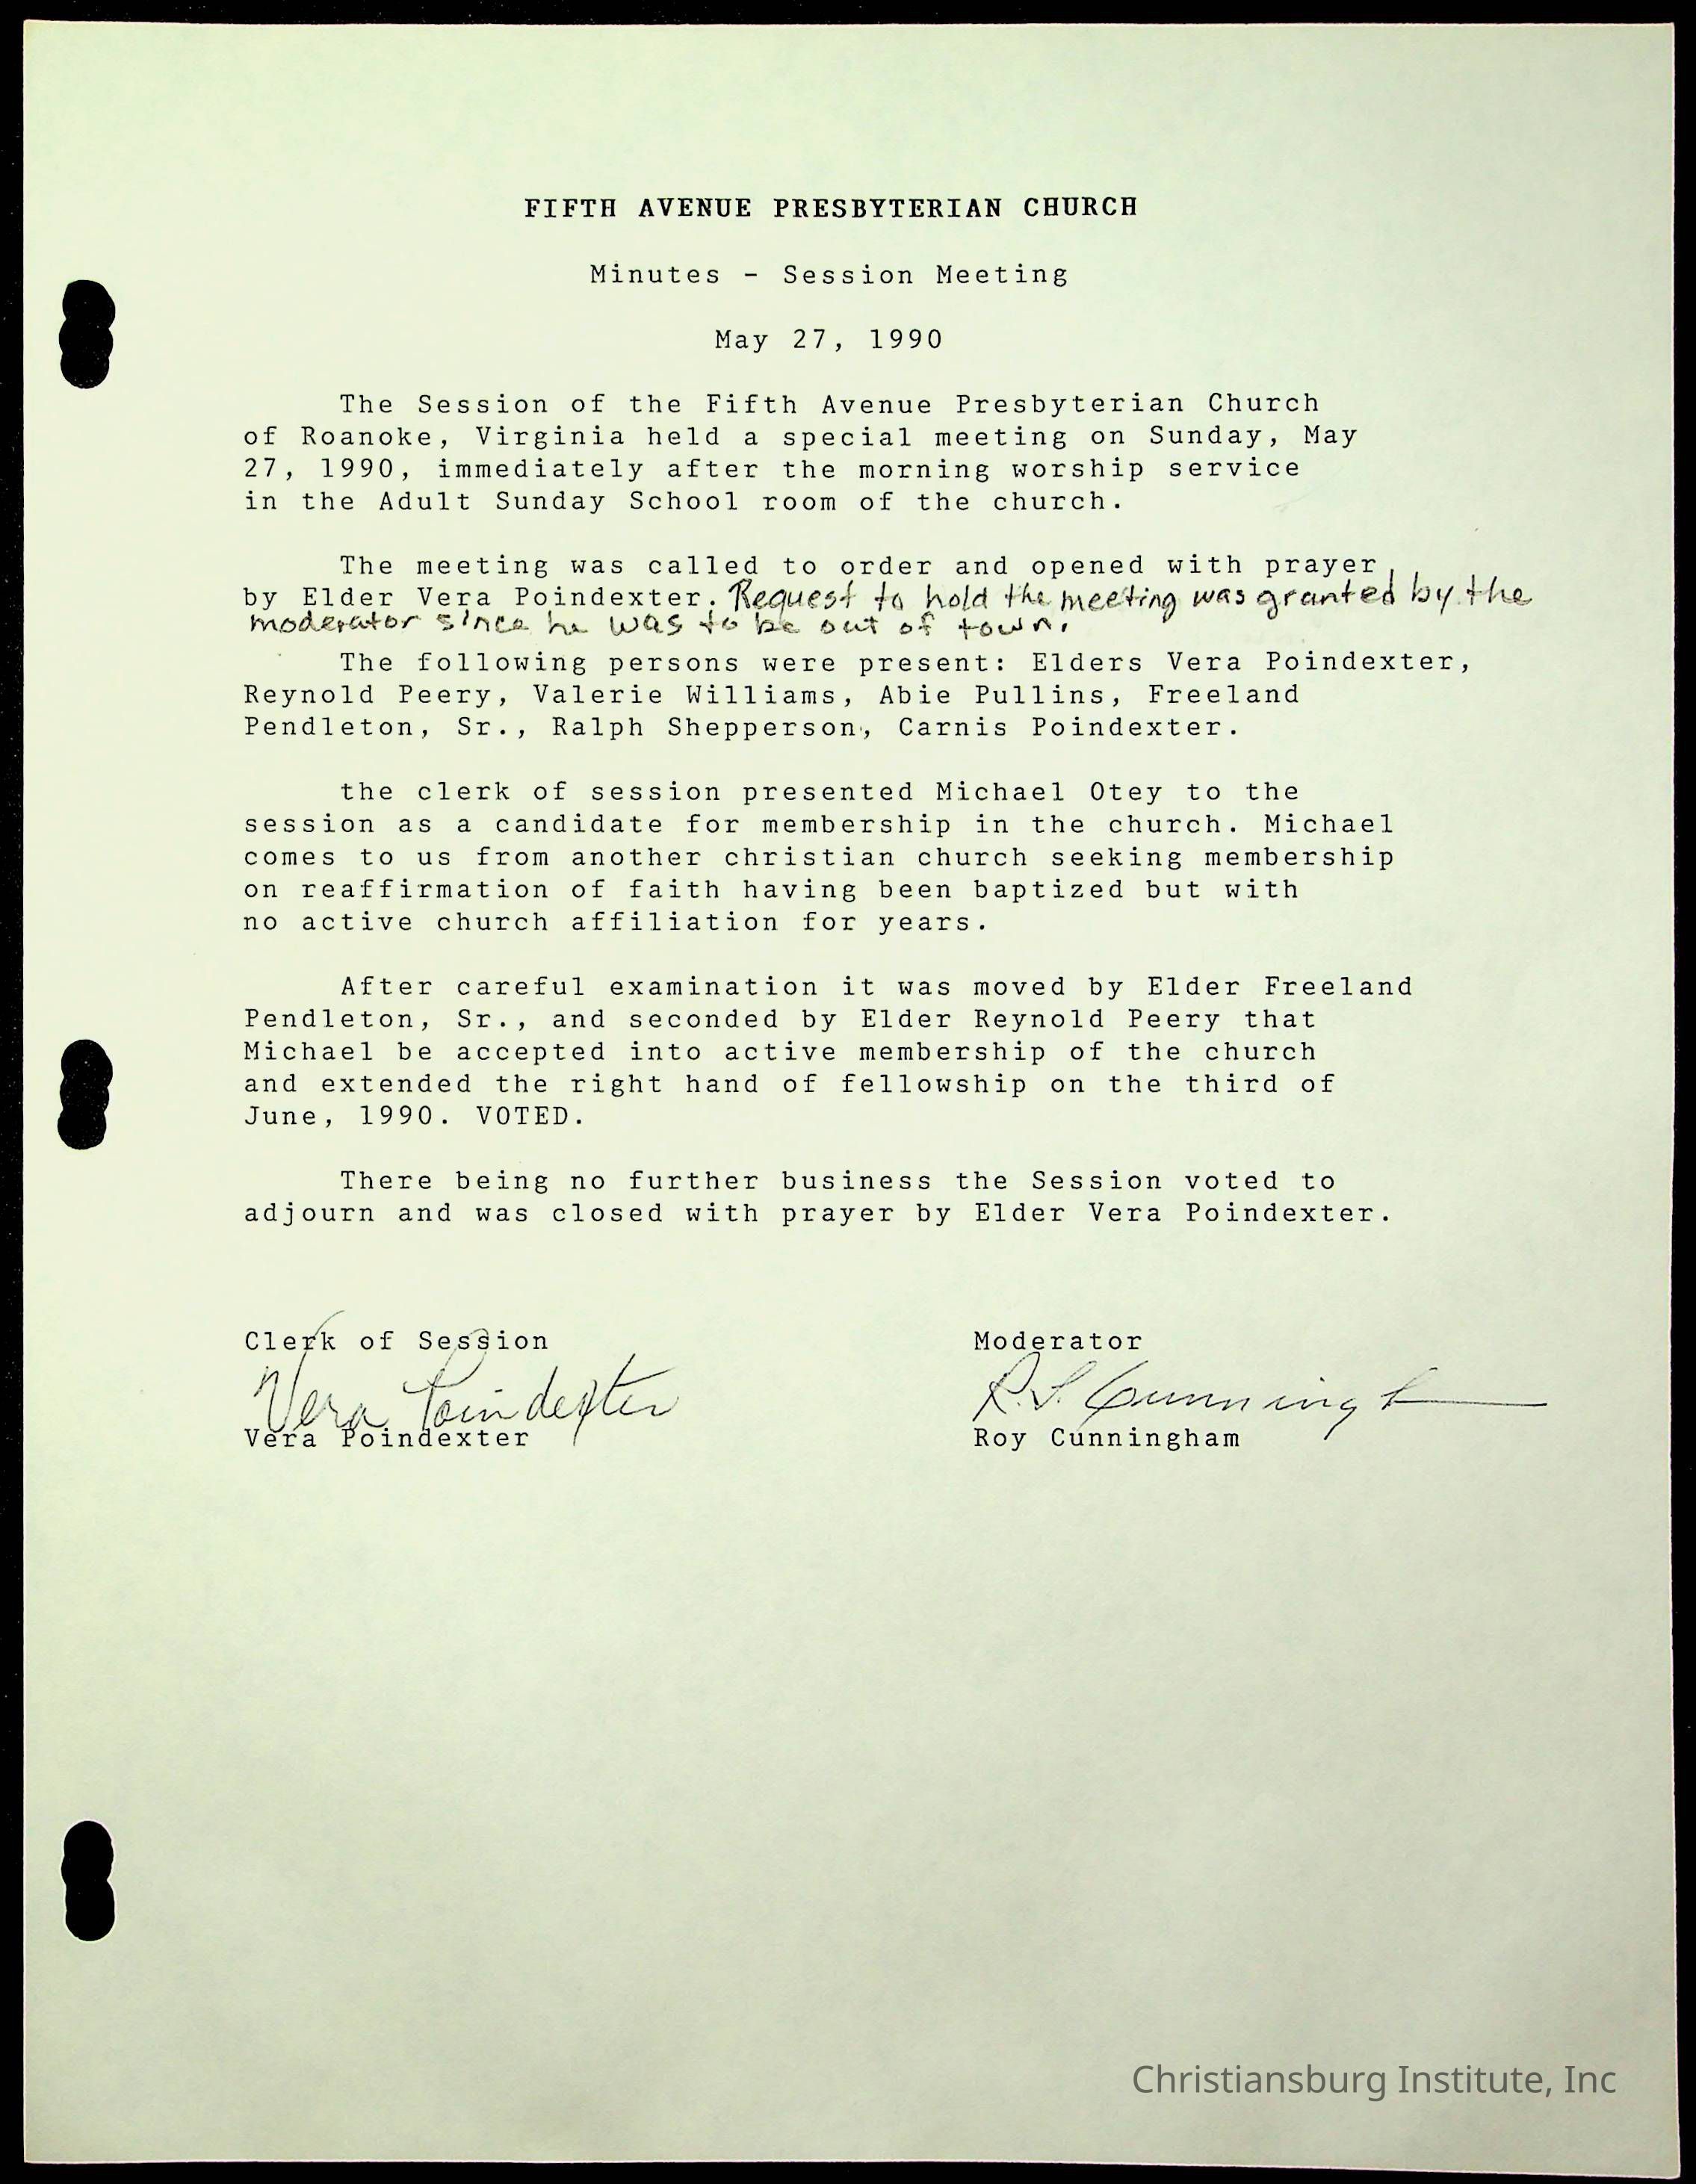 FIFTH AVENUE PRESBYTERIAN CHURCH
Minutes - Session Meeting
May 27, 1990
The Session of the Fifth Avenue Presbyterian Church
of Roanoke, Virginia held a special meeting on Sunday, May
27, 1990, immediately after the morning worship service
in the Adult Sunday School room of the church.
The meeting was called to order and opened with prayer
by Elder Vera Poindexter. Request to hold the meeting was granted by the
moderator since he was to be out of town.
The following persons were present: Elders Vera Poindexter,
Reynold Peery, Valerie Williams, Abie Pullins, Freeland
Pendleton, Sr., Ralph Shepperson, Carnis Poindexter.
the clerk of session presented Michael Otey to the
session as a candidate for membership in the church. Michael
comes to us from another christian church seeking membership
on reaffirmation of faith having been baptized but with
no active church affiliation for years.
After careful examination it was moved by Elder Freeland
Pendleton, Sr., and seconded by Elder Reynold Peery that
Michael be accepted into active membership of the church
and extended the right hand of fellowship on the third of
June, 1990. VOTED.
There being no further business the Session voted to
adjourn and was closed with prayer by Elder Vera Poindexter.
Clerk of Session Moderator
Vera Poindexter R.L. Cunningh
Vera Poindexter Roy Cunningham
Christiansburg Institute, Inc